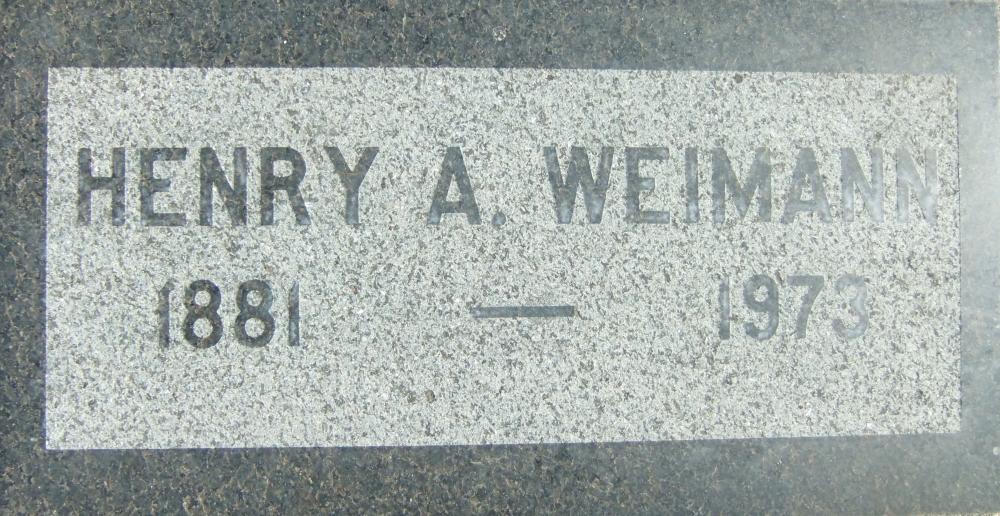 HENRY A. WEIMANN
1881 — 1973